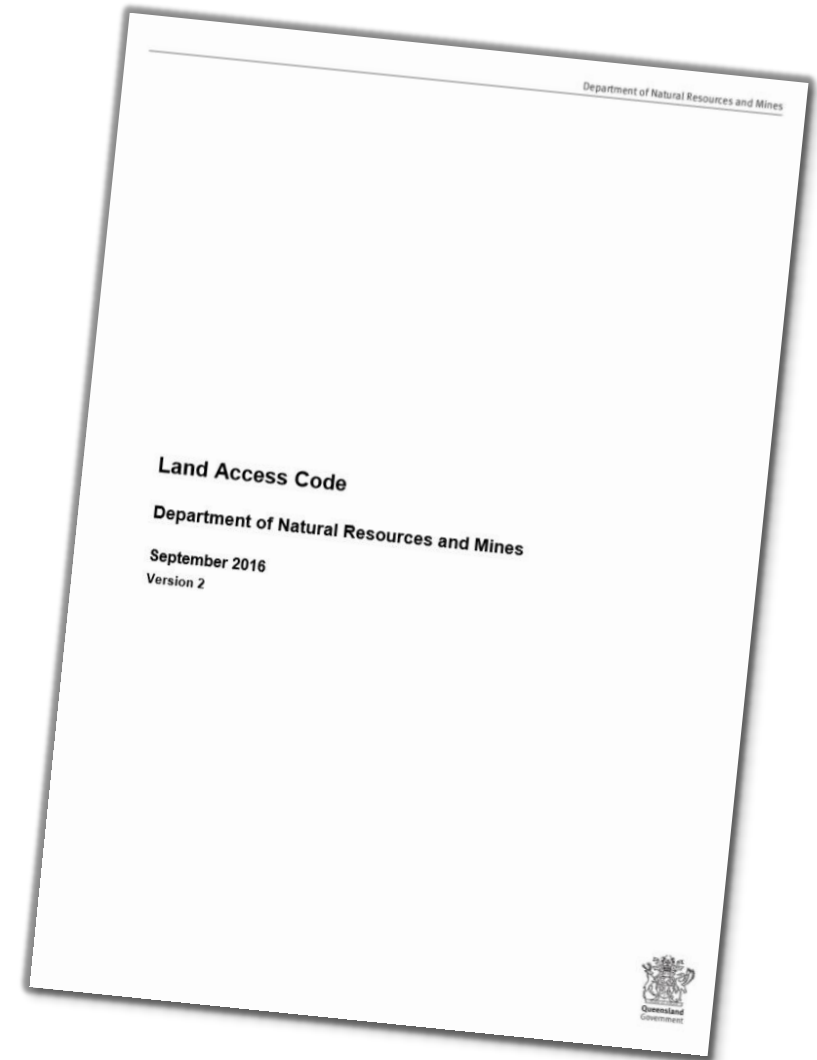 Department of Natural Resources and Mines
Land Access Code
Department of Natural Resources and Mines
September 2016
Version 2
Queensland
Government